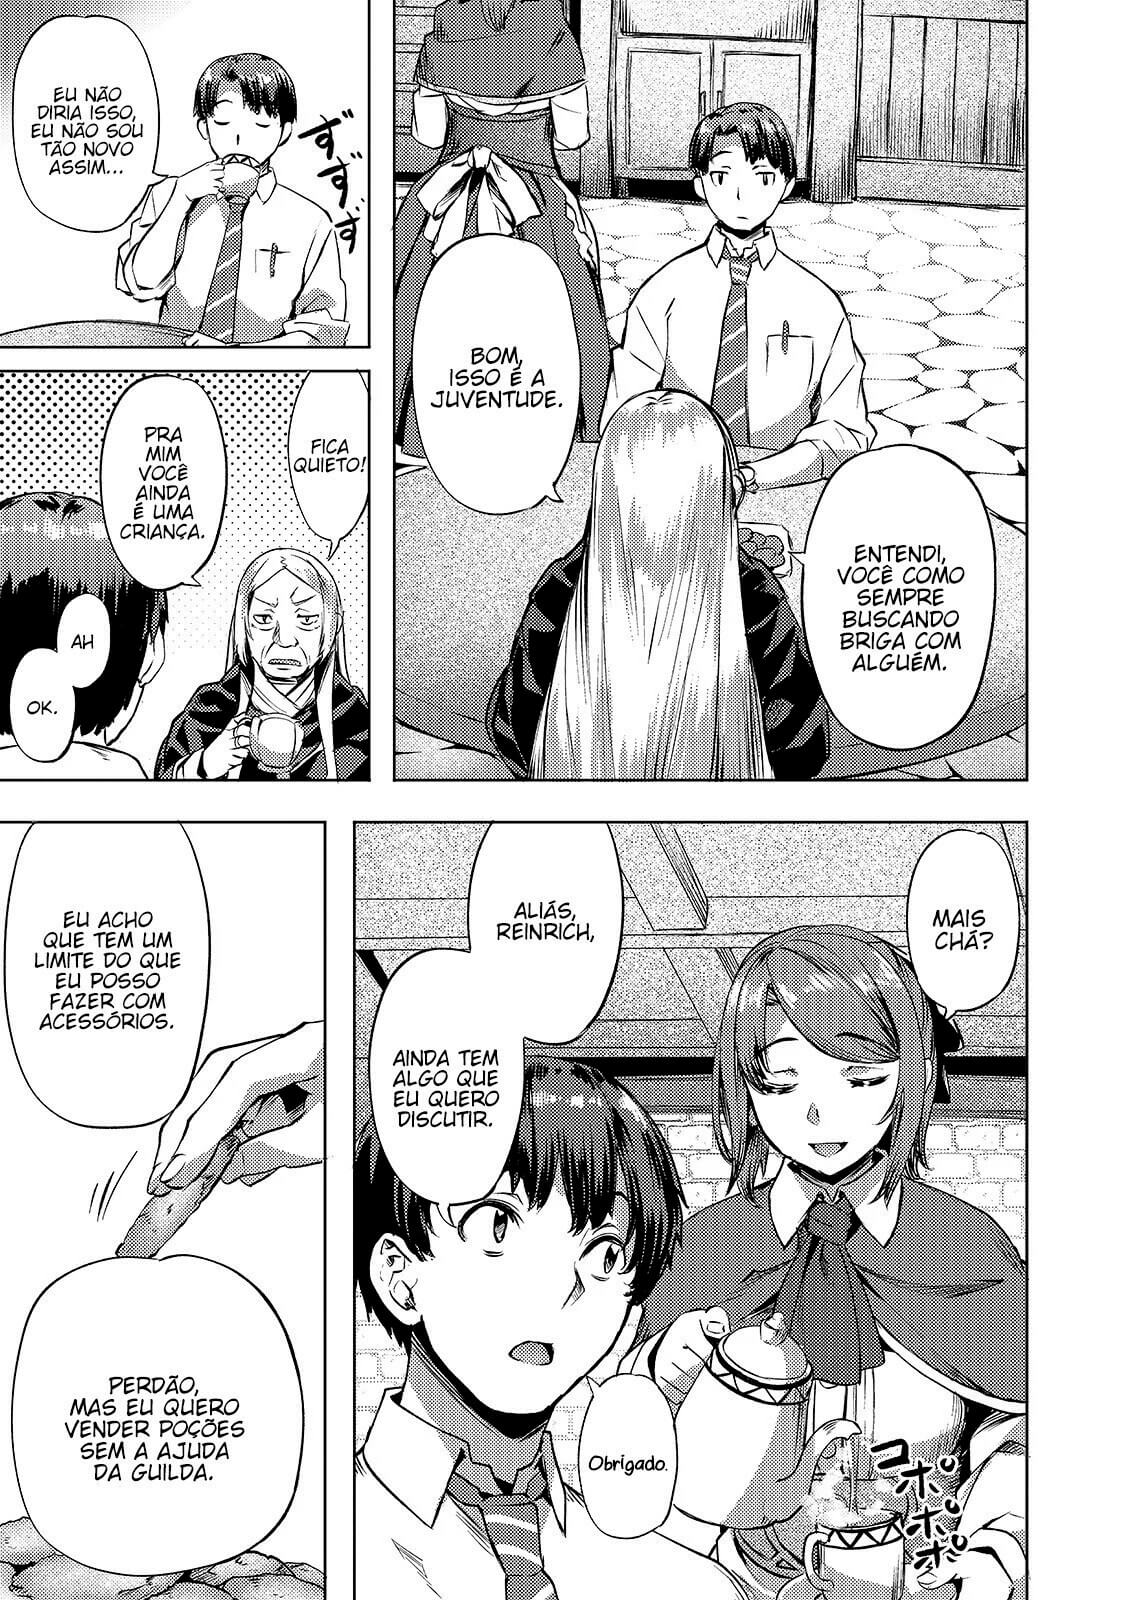 ENTENDI,
VOCÊ COMO
SEMPRE
BUSCANDO
BRIGA COM
ALGUÉM.
BOM,
ISSO É A
JUVENTUDE.
EU NÃO
DIRIA ISSO,
EU NÃO SOU
TÃO NOVO
ASSIM...
ずずずず
FICA
QUIETO!
PRA
MIM
VOCÊ
AINDA
É UMA
CRIANÇA.
AH
OK.
MAIS
CHÁ?
コポポポ
Obrigado.
ALIÁS,
REINRICH,
AINDA TEM
ALGO QUE
EU QUERO
DISCUTIR.
EU ACHO
QUE TEM UM
LIMITE DO QUE
EU POSSO
FAZER COM
ACESSÓRIOS.
PERDÃO,
MAS EU QUERO
VENDER POÇÕES
SEM A AJUDA
DA GUILDA.